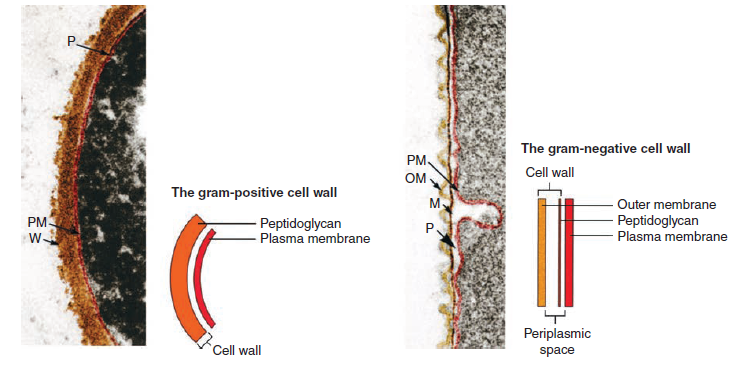 P
PM
W
The gram-positive cell wall
Peptidoglycan
Plasma membrane
Cell wall
PM
OM
M
P
The gram-negative cell wall
Cell wall
Outer membrane
Peptidoglycan
Plasma membrane
Periplasmic
space